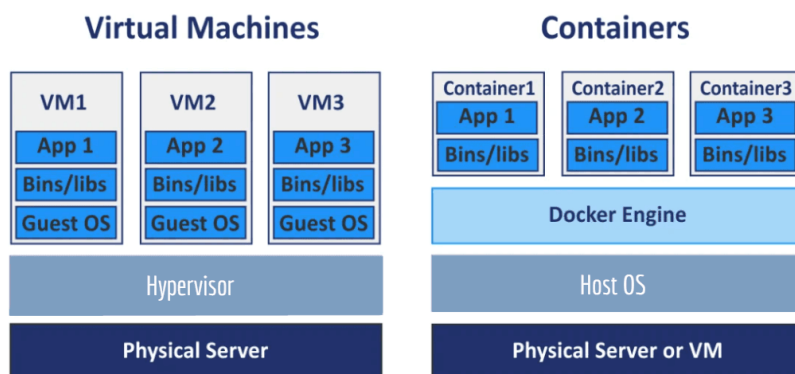 Virtual Machines
VM1
App 1
Bins/libs
Guest OS
VM2
App 2
Bins/libs
Guest OS
VM3
App 3
Bins/libs
Guest OS
Hypervisor
Physical Server
Containers
Container1
App 1
Bins/libs
Container2
App 2
Bins/libs
Container3
App 3
Bins/libs
Docker Engine
Host OS
Physical Server or VM